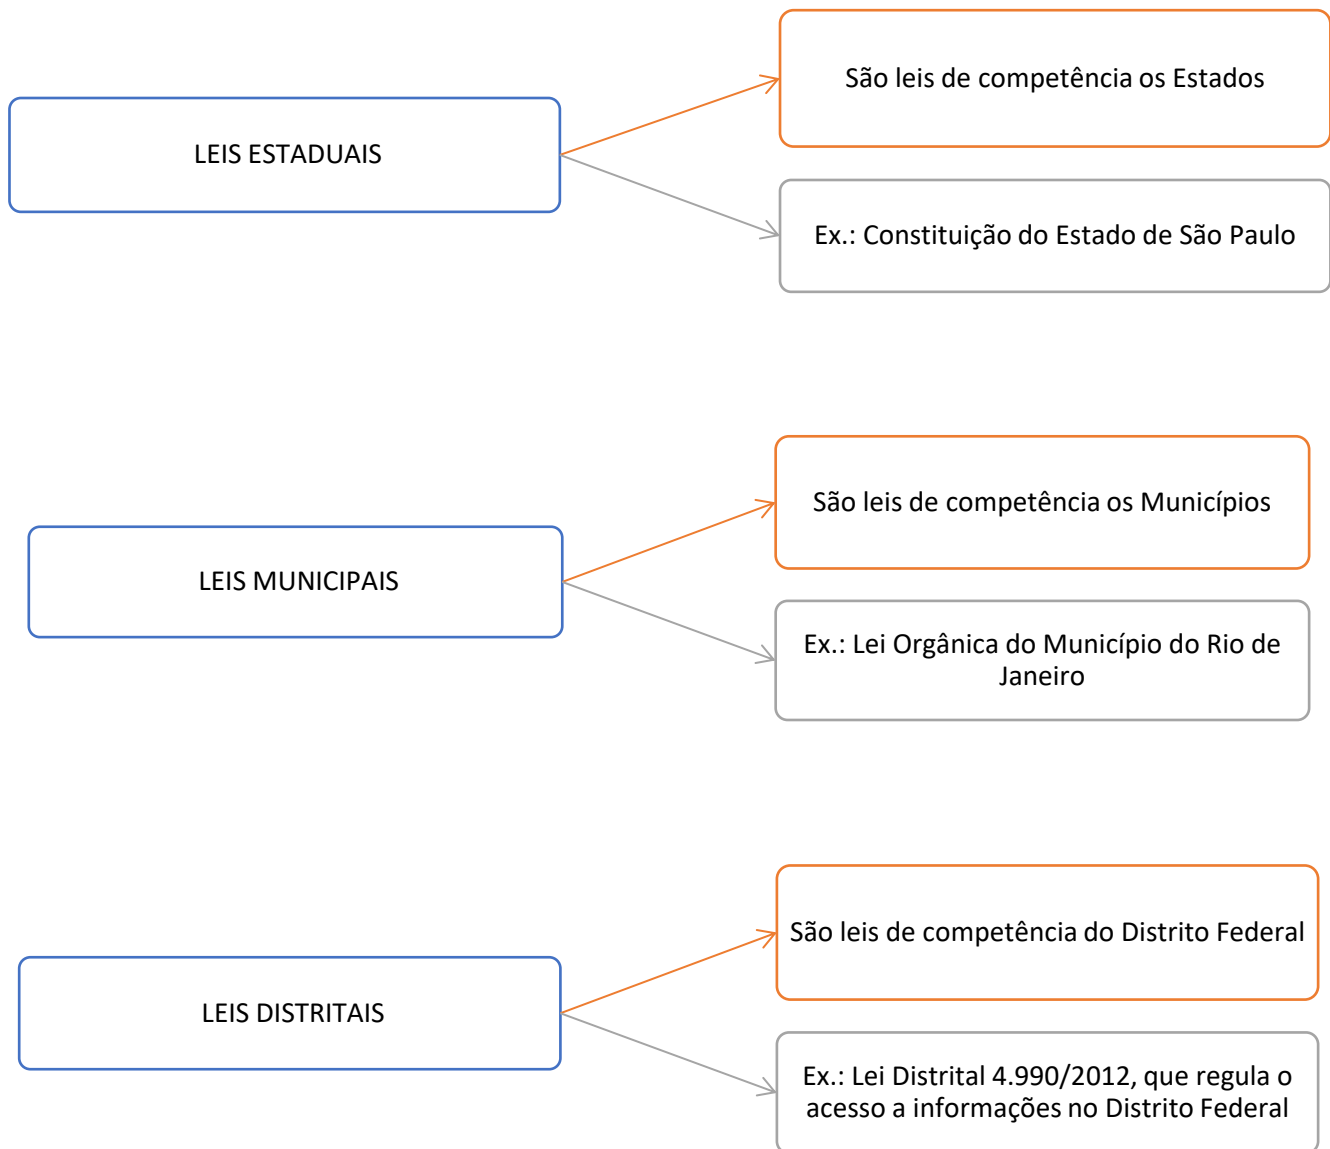 São leis de competência os Estados
LEIS ESTADUAIS
Ex.: Constituição do Estado de São Paulo
São leis de competência os Municípios
LEIS MUNICIPAIS
Ex.: Lei Orgânica do Município do Rio de
Janeiro
São leis de competência do Distrito Federal
LEIS DISTRITAIS
Ex.: Lei Distrital 4.990/2012, que regula o
acesso a informações no Distrito Federal